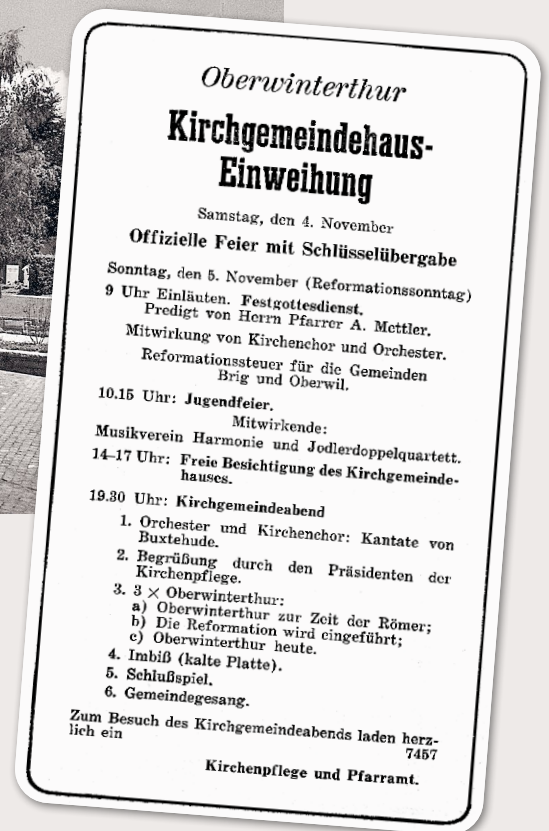 Oberwinterthur
Kirchgemeindehaus-
Einweihung
Samstag, den 4. November
Offizielle Feier mit Schlüsselübergabe
Sonntag, den 5. November (Reformationssonntag)
9 Uhr Einläuten. Festgottesdienst.
Predigt von Herrn Pfarrer A. Mettler.
Mitwirkung von Kirchenchor und Orchester.
Reformationssteuer für die Gemeinden
Brig und Oberwil.
10.15 Uhr: Jugendfeier.
Mitwirkende:
Musikverein Harmonie und Jodlerdoppelquartett.
14–17 Uhr: Freie Besichtigung des Kirchgemeinde-
hauses.
19.30 Uhr: Kirchgemeindeabend
1. Orchester und Kirchenchor: Kantate von
Buxtehude.
2. Begrüßung durch den Präsidenten der
Kirchenpflege.
3. 3 × Oberwinterthur:
a) Oberwinterthur zur Zeit der Römer;
b) Die Reformation wird eingeführt;
c) Oberwinterthur heute.
4. Imbiß (kalte Platte).
5. Schlußspiel.
6. Gemeindegesang.
Zum Besuch des Kirchgemeindeabends laden herz-
lich ein
7457
Kirchenpflege und Pfarramt.